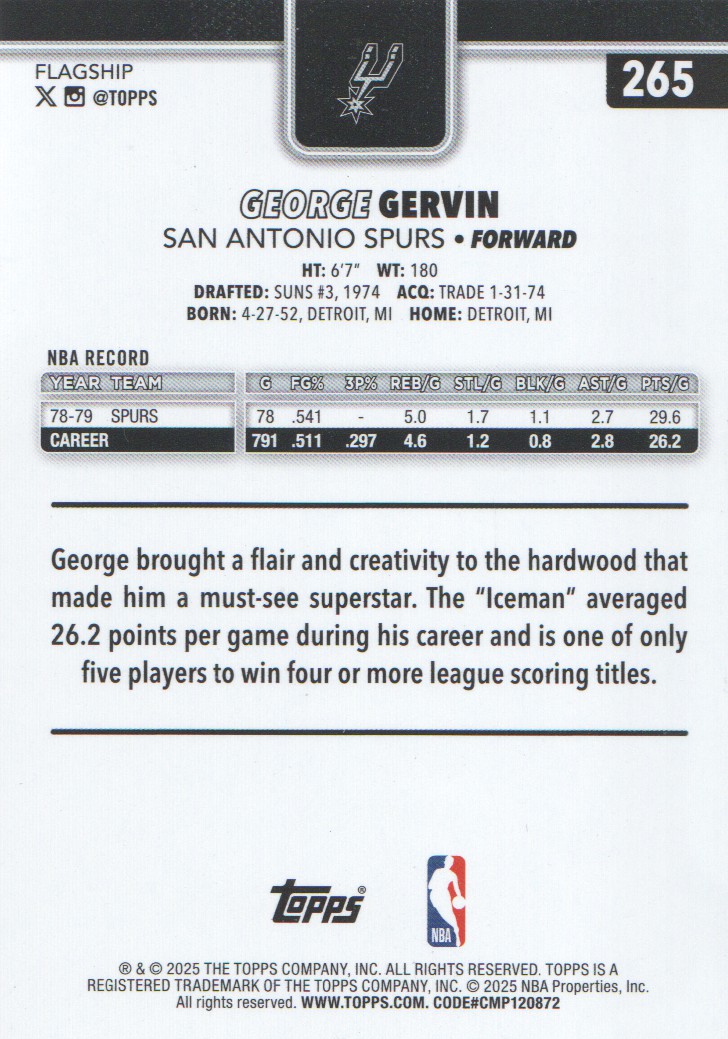 FLAGSHIP
265
X @TOPPS
GEORGE GERVIN
SAN ANTONIO SPURS • FORWARD
HT: 6'7" WT: 180
DRAFTED: SUNS #3, 1974 ACQ: TRADE 1-31-74
BORN: 4-27-52, DETROIT, MI HOME: DETROIT, MI
NBA RECORD
YEAR TEAM G FG% 3P% REB/G STL/G BLK/G AST/G PTS/G
78-79 SPURS 78 .541 - 5.0 1.7 1.1 2.7 29.6
CAREER 791 .511 .297 4.6 1.2 0.8 2.8 26.2
George brought a flair and creativity to the hardwood that
made him a must-see superstar. The "Iceman" averaged
26.2 points per game during his career and is one of only
five players to win four or more league scoring titles.
TOPPS®
NBA
® & © 2025 THE TOPPS COMPANY, INC. ALL RIGHTS RESERVED. TOPPS IS A
REGISTERED TRADEMARK OF THE TOPPS COMPANY, INC. © 2025 NBA Properties, Inc.
All rights reserved. WWW.TOPPS.COM. CODE#CMP120872